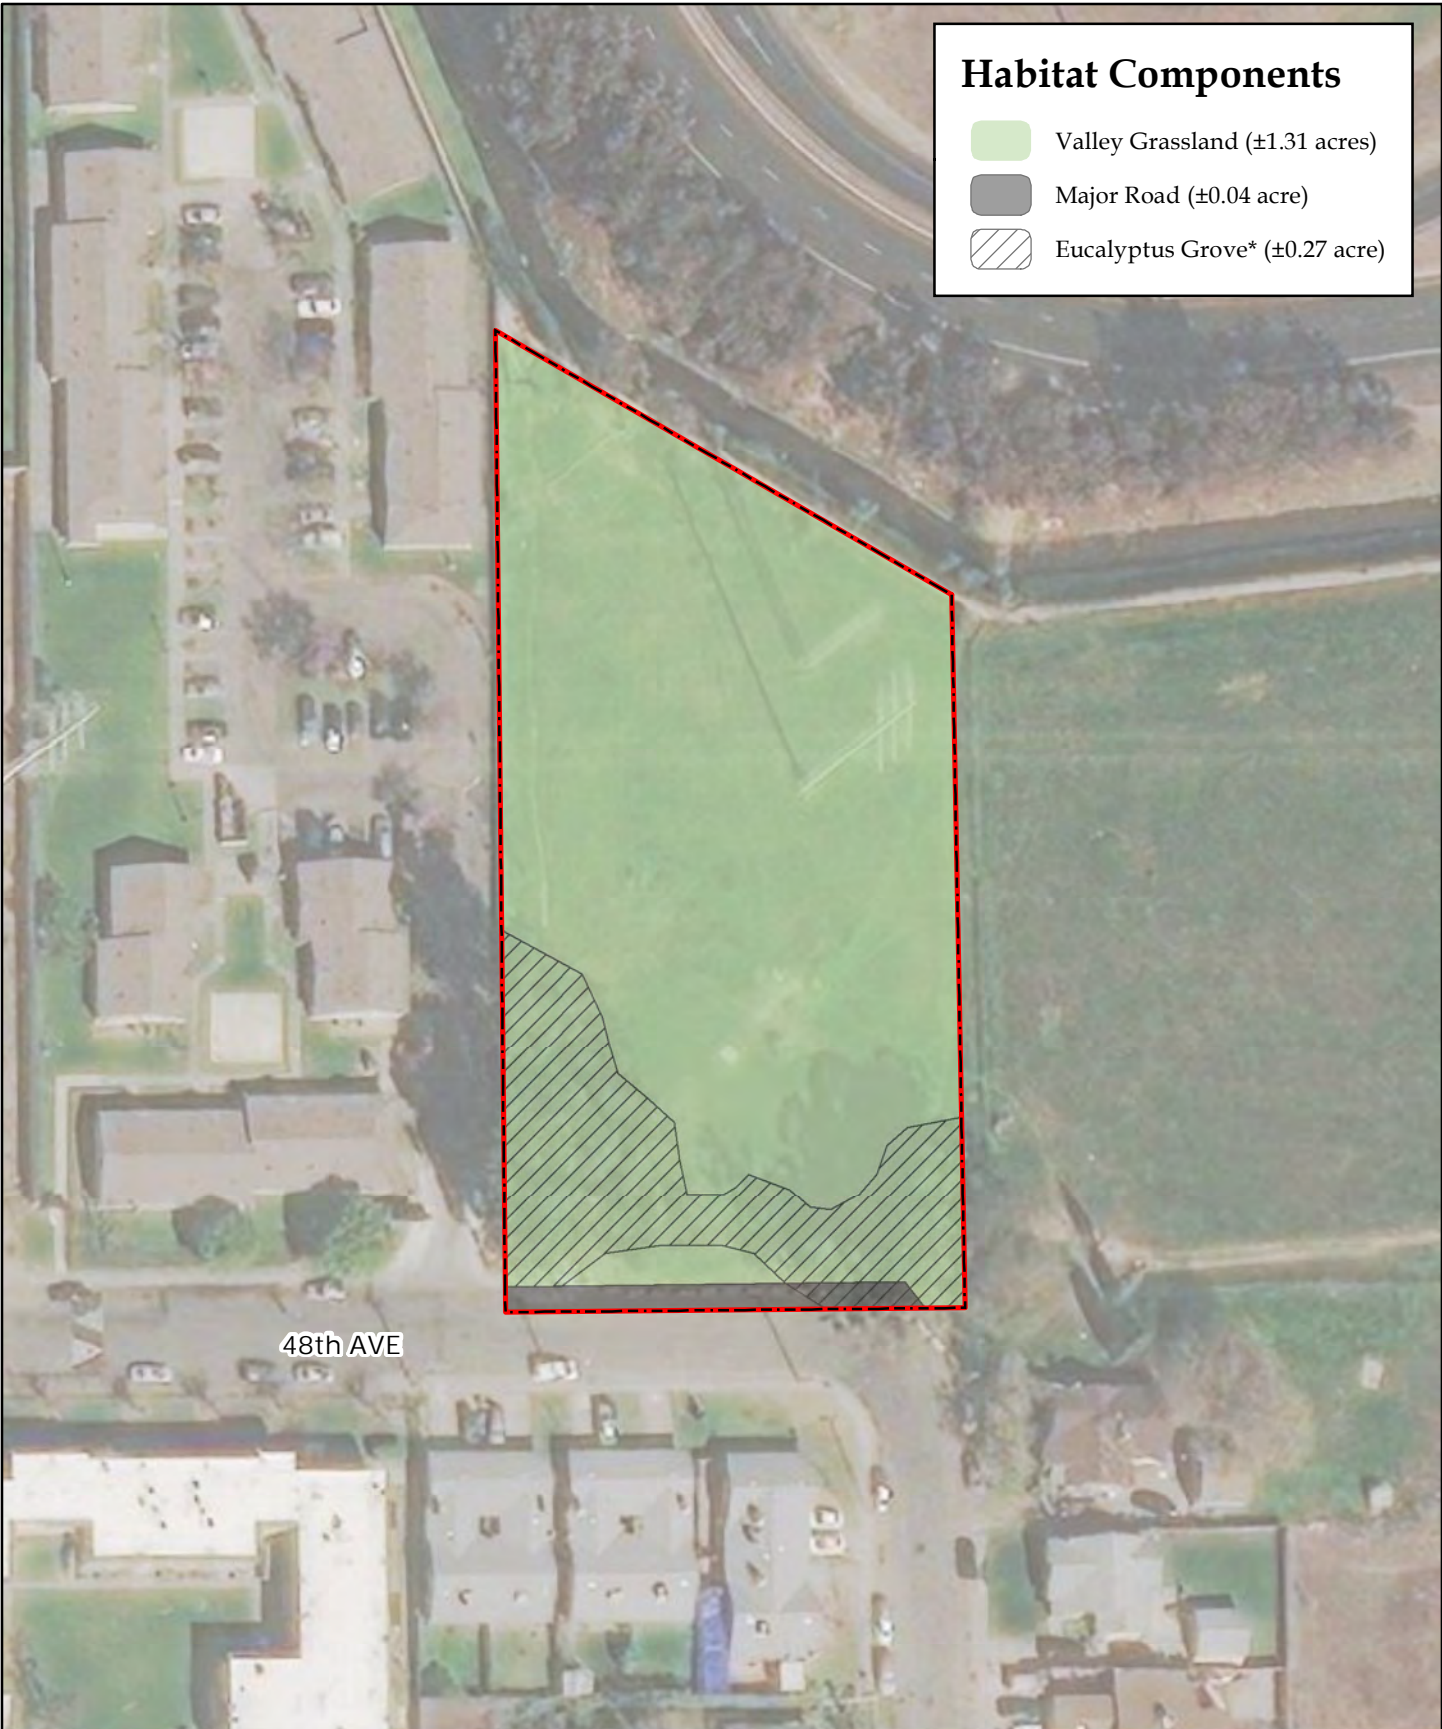 Habitat Components
Valley Grassland (±1.31 acres)
Major Road (±0.04 acre)
Eucalyptus Grove* (±0.27 acre)
48th AVE